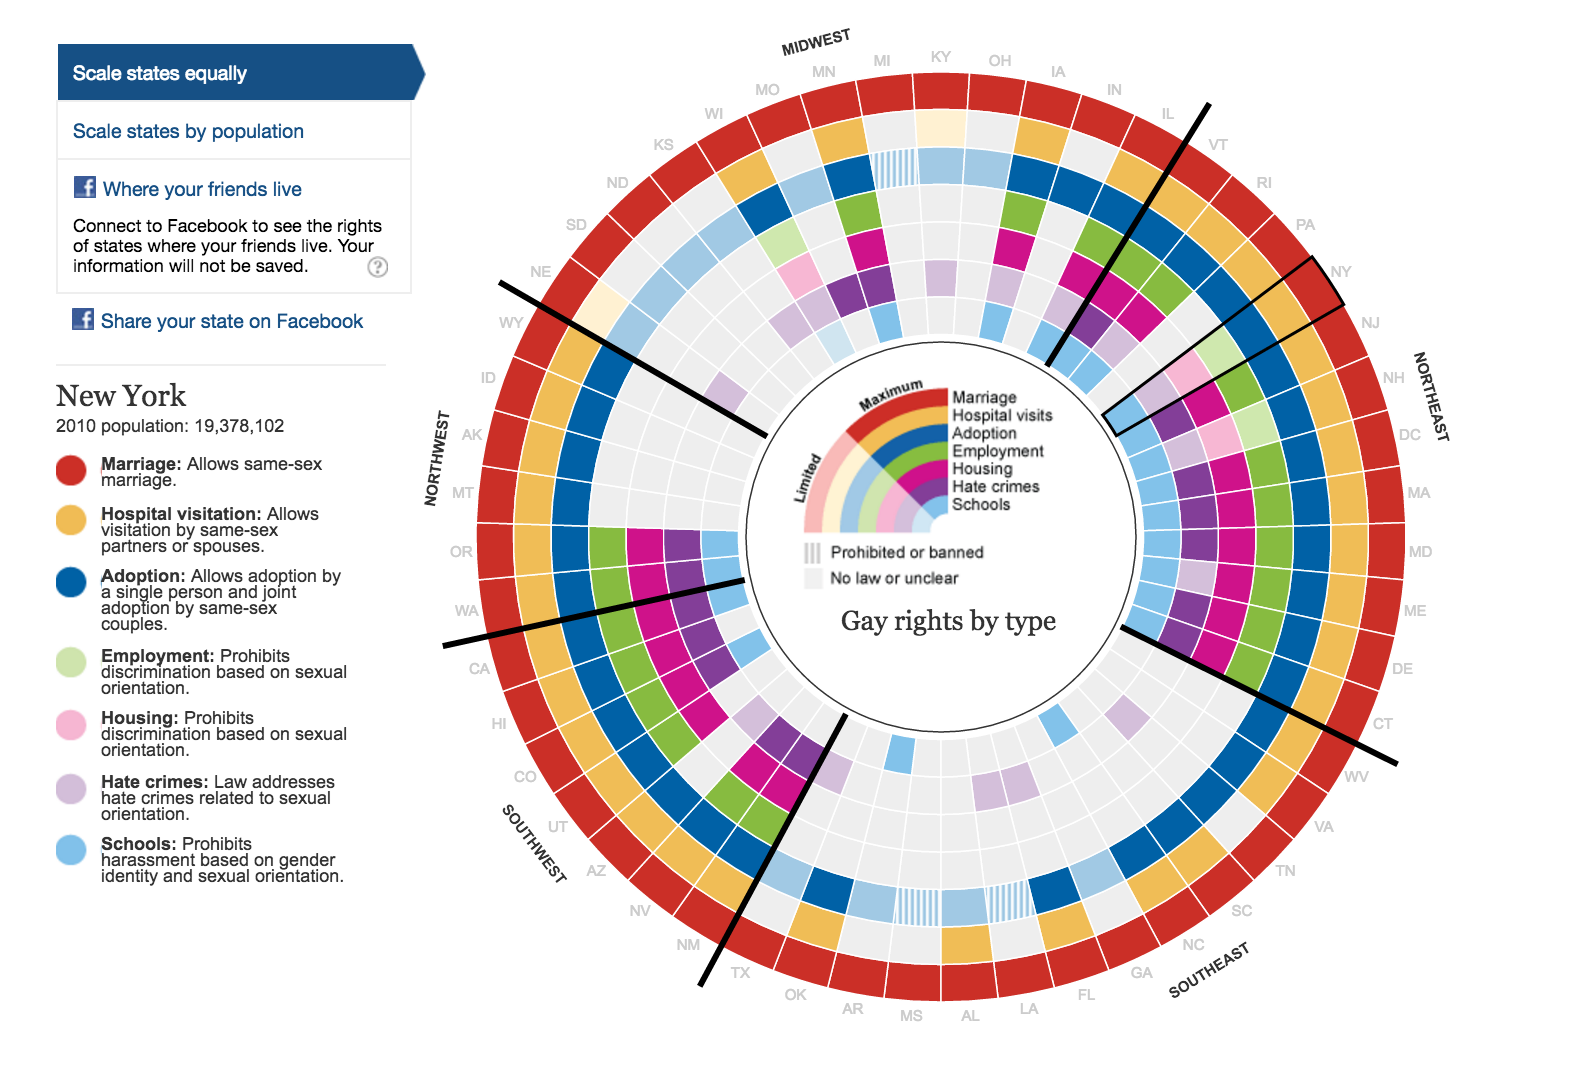 Scale states equally
Scale states by population
Where your friends live
Connect to Facebook to see the rights
of states where your friends live. Your
information will not be saved.
?
Share your state on Facebook
New York
2010 population: 19,378,102
Marriage: Allows same-sex
marriage.
Hospital visitation: Allows
visitation by same-sex
partners or spouses.
Adoption: Allows adoption by
a single person and joint
adoption by same-sex
couples.
Employment: Prohibits
discrimination based on sexual
orientation.
Housing: Prohibits
discrimination based on sexual
orientation.
Hate crimes: Law addresses
hate crimes related to sexual
orientation.
Schools: Prohibits
harassment based on gender
identity and sexual orientation.
MIDWEST
NE
SD
ND
KS
WI
MO
MN
MI
KY
OH
IA
IN
IL
NORTHEAST
VT
RI
PA
NY
NJ
NH
DC
MA
MD
ME
DE
CT
SOUTHEAST
WV
VA
TN
SC
NC
GA
FL
LA
AL
MS
AR
OK
TX
SOUTHWEST
NM
NV
AZ
UT
CO
HI
CA
NORTHWEST
WA
OR
MT
AK
ID
WY
Maximum
Limited
Marriage
Hospital visits
Adoption
Employment
Housing
Hate crimes
Schools
Prohibited or banned
No law or unclear
Gay rights by type